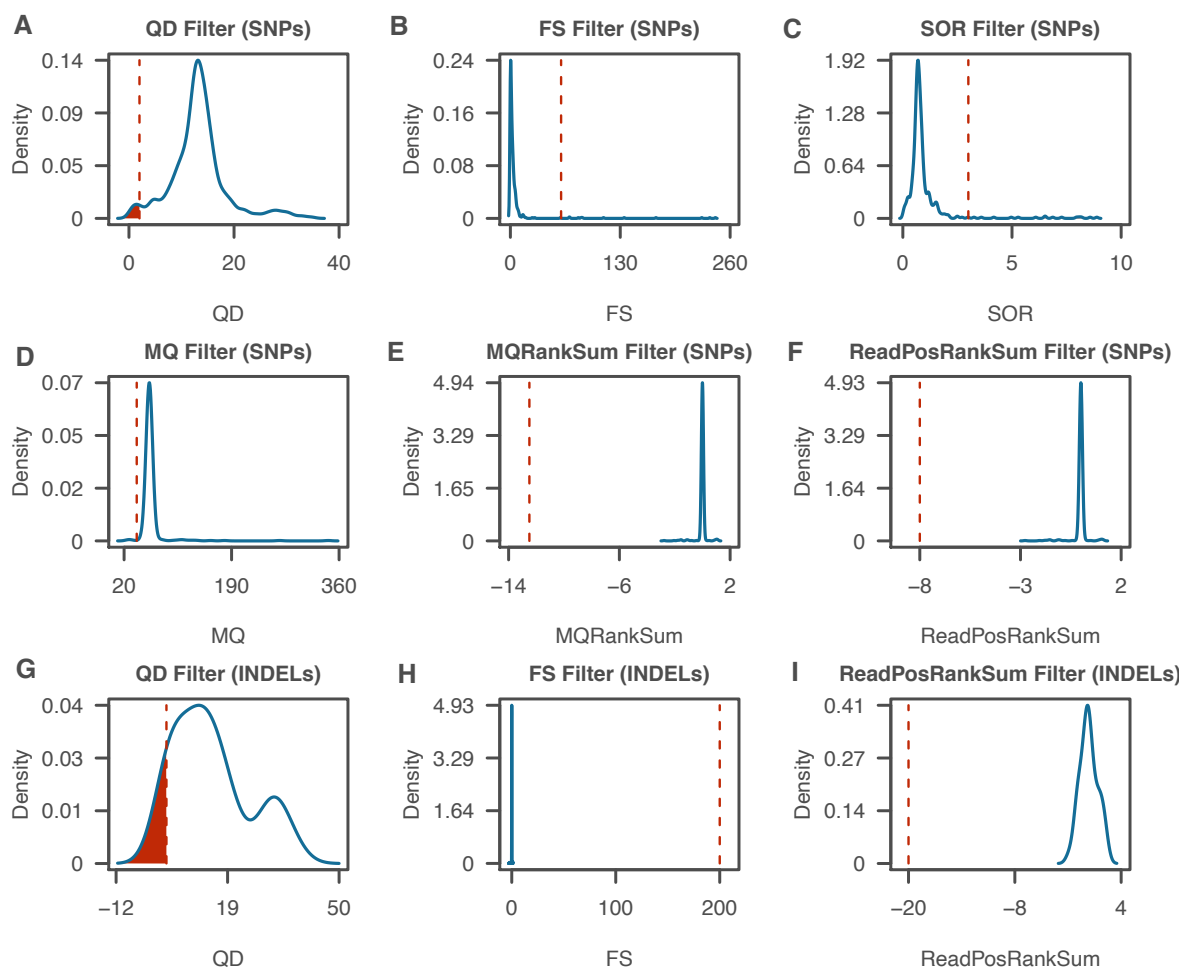 A QD Filter (SNPs)
Density
0.14
0.09
0.05
0
0 20 40
QD
B FS Filter (SNPs)
Density
0.24
0.16
0.08
0
0 130 260
FS
C SOR Filter (SNPs)
Density
1.92
1.28
0.64
0
0 5 10
SOR
D MQ Filter (SNPs)
Density
0.07
0.05
0.02
0
20 190 360
MQ
E MQRankSum Filter (SNPs)
Density
4.94
3.29
1.65
0
−14 −6 2
MQRankSum
F ReadPosRankSum Filter (SNPs)
Density
4.93
3.29
1.64
0
−8 −3 2
ReadPosRankSum
G QD Filter (INDELs)
Density
0.04
0.03
0.01
0
−12 19 50
QD
H FS Filter (INDELs)
Density
4.93
3.29
1.64
0
0 100 200
FS
I ReadPosRankSum Filter (INDELs)
Density
0.41
0.27
0.14
0
−20 −8 4
ReadPosRankSum